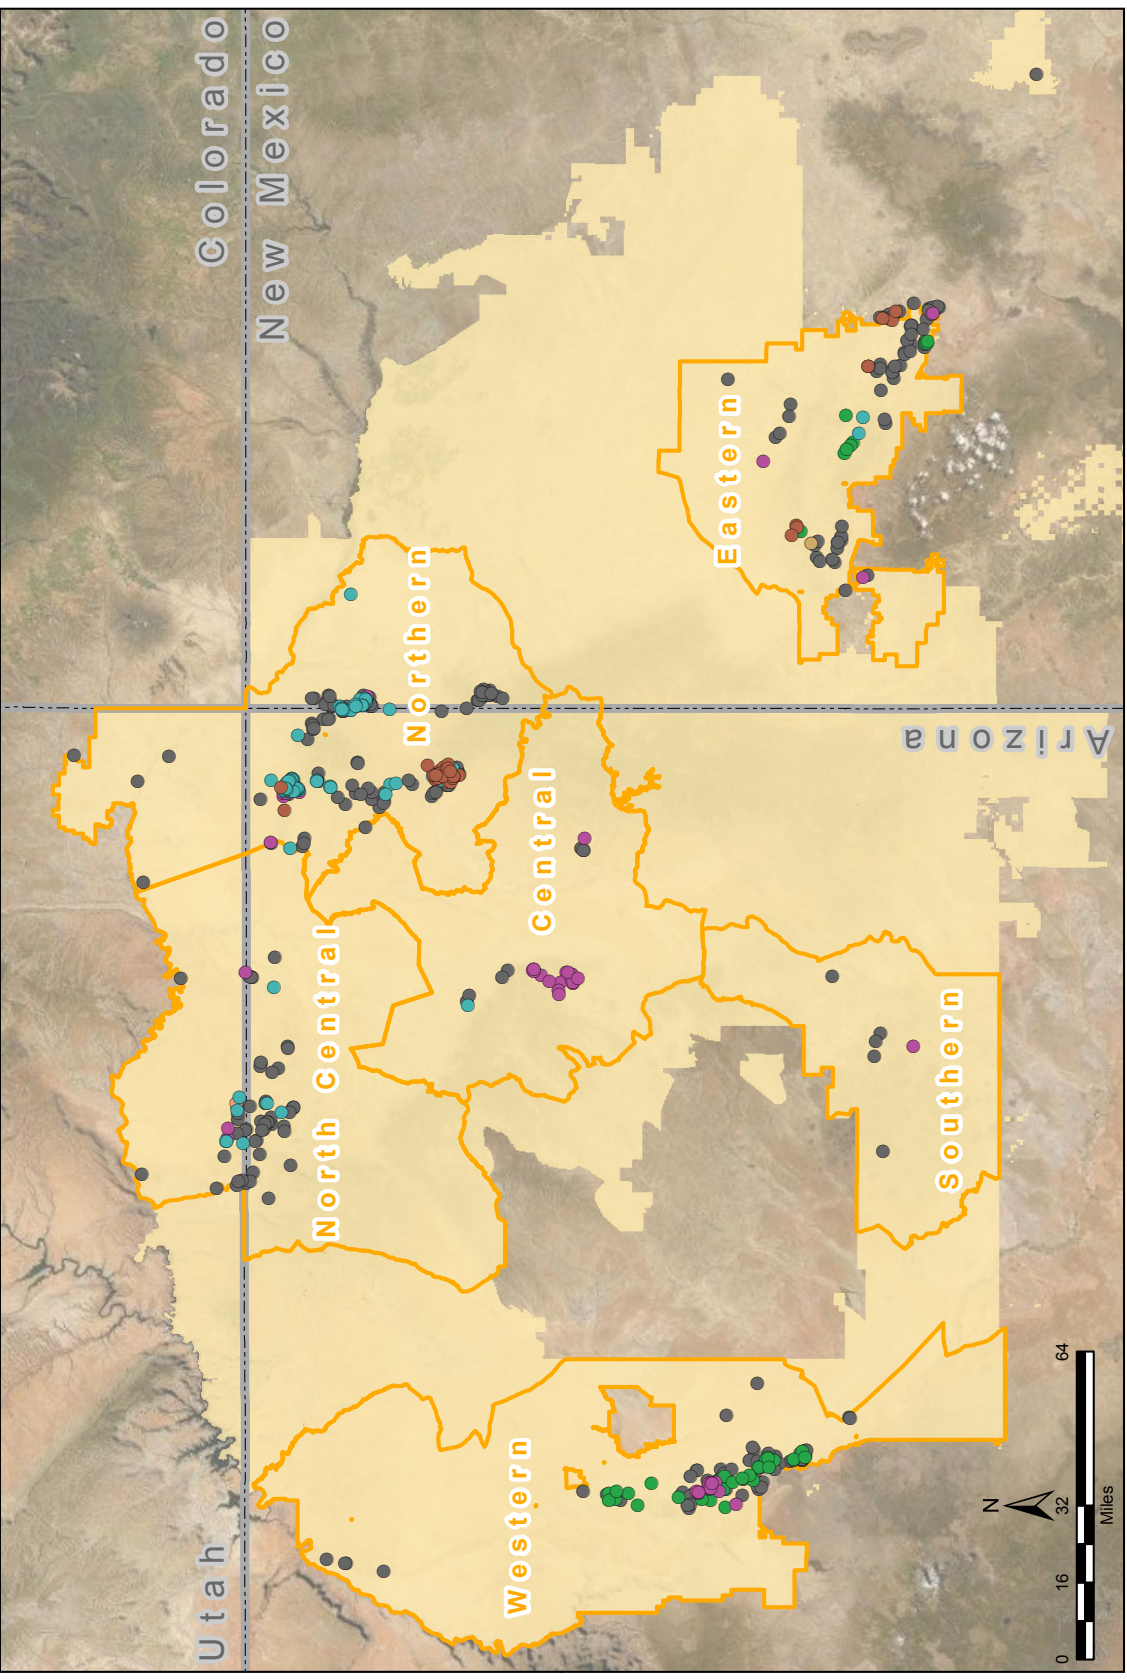 Utah
Colorado
New Mexico
Arizona
Northern
North Central
Central
Eastern
Western
Southern
N
0 16 32 64
Miles